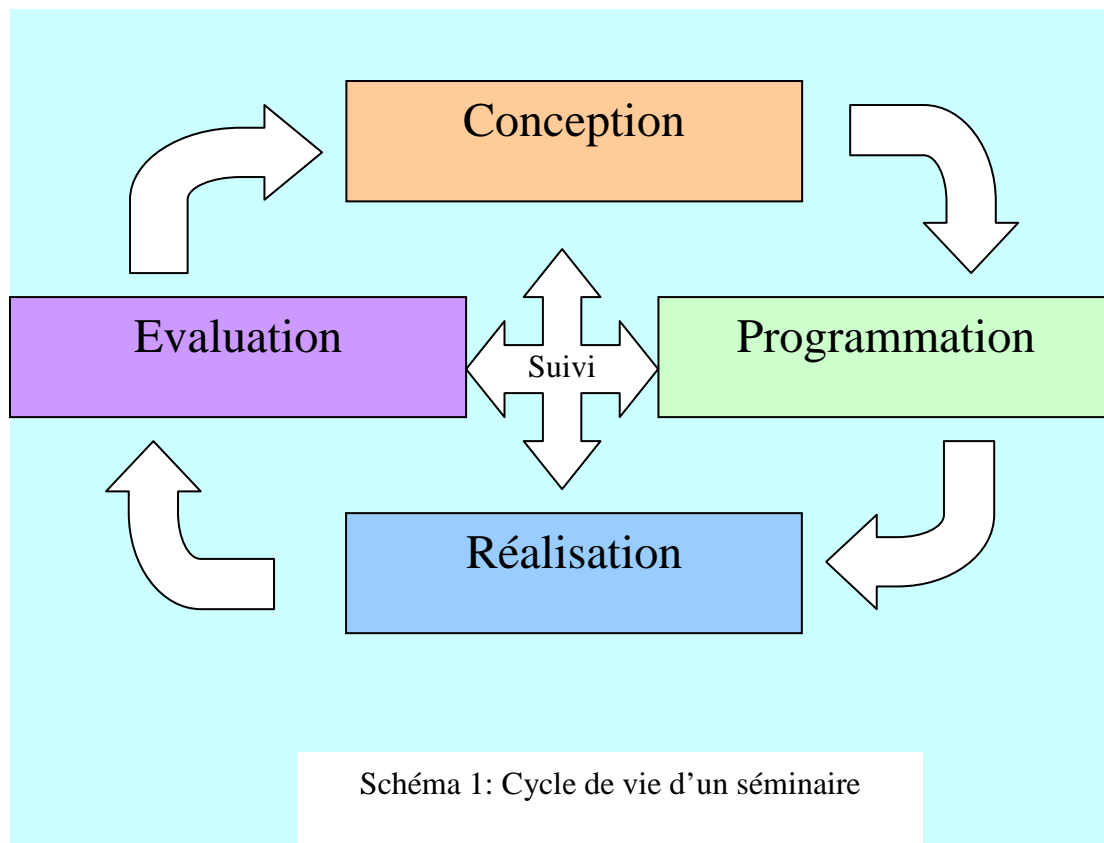 Conception
Evaluation
Programmation
Suivi
Réalisation
Schéma 1: Cycle de vie d’un séminaire